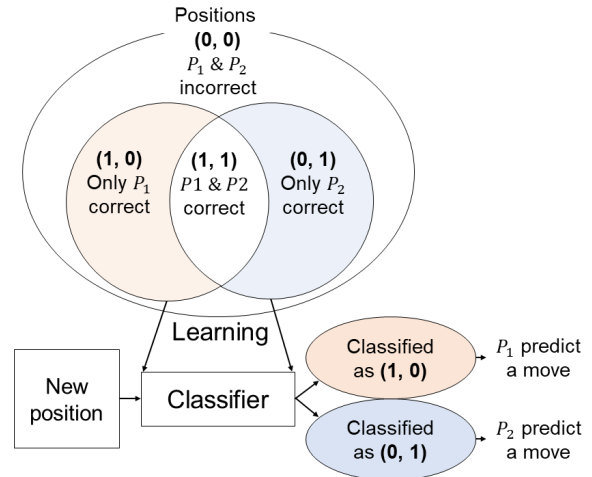 Positions
(0, 0)
P₁ & P₂
incorrect
(1, 0)
Only P₁
correct
(1, 1)
P1 & P2
correct
(0, 1)
Only P₂
correct
Learning
New
position
Classifier
Classified
as (1, 0)
P₁ predict
a move
Classified
as (0, 1)
P₂ predict
a move